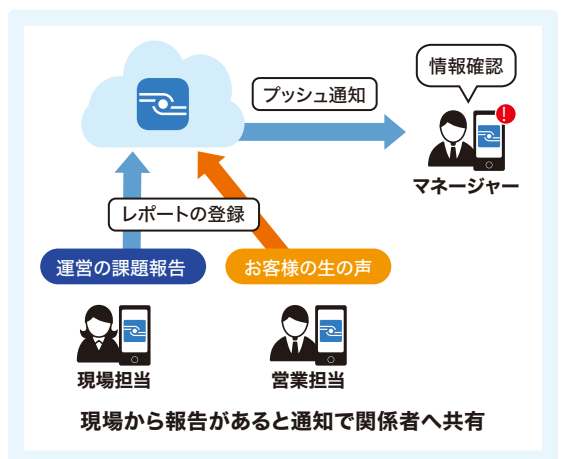 情報確認
プッシュ通知
!
マネージャー
レポートの登録
運営の課題報告
お客様の生の声
現場担当
営業担当
現場から報告があると通知で関係者へ共有